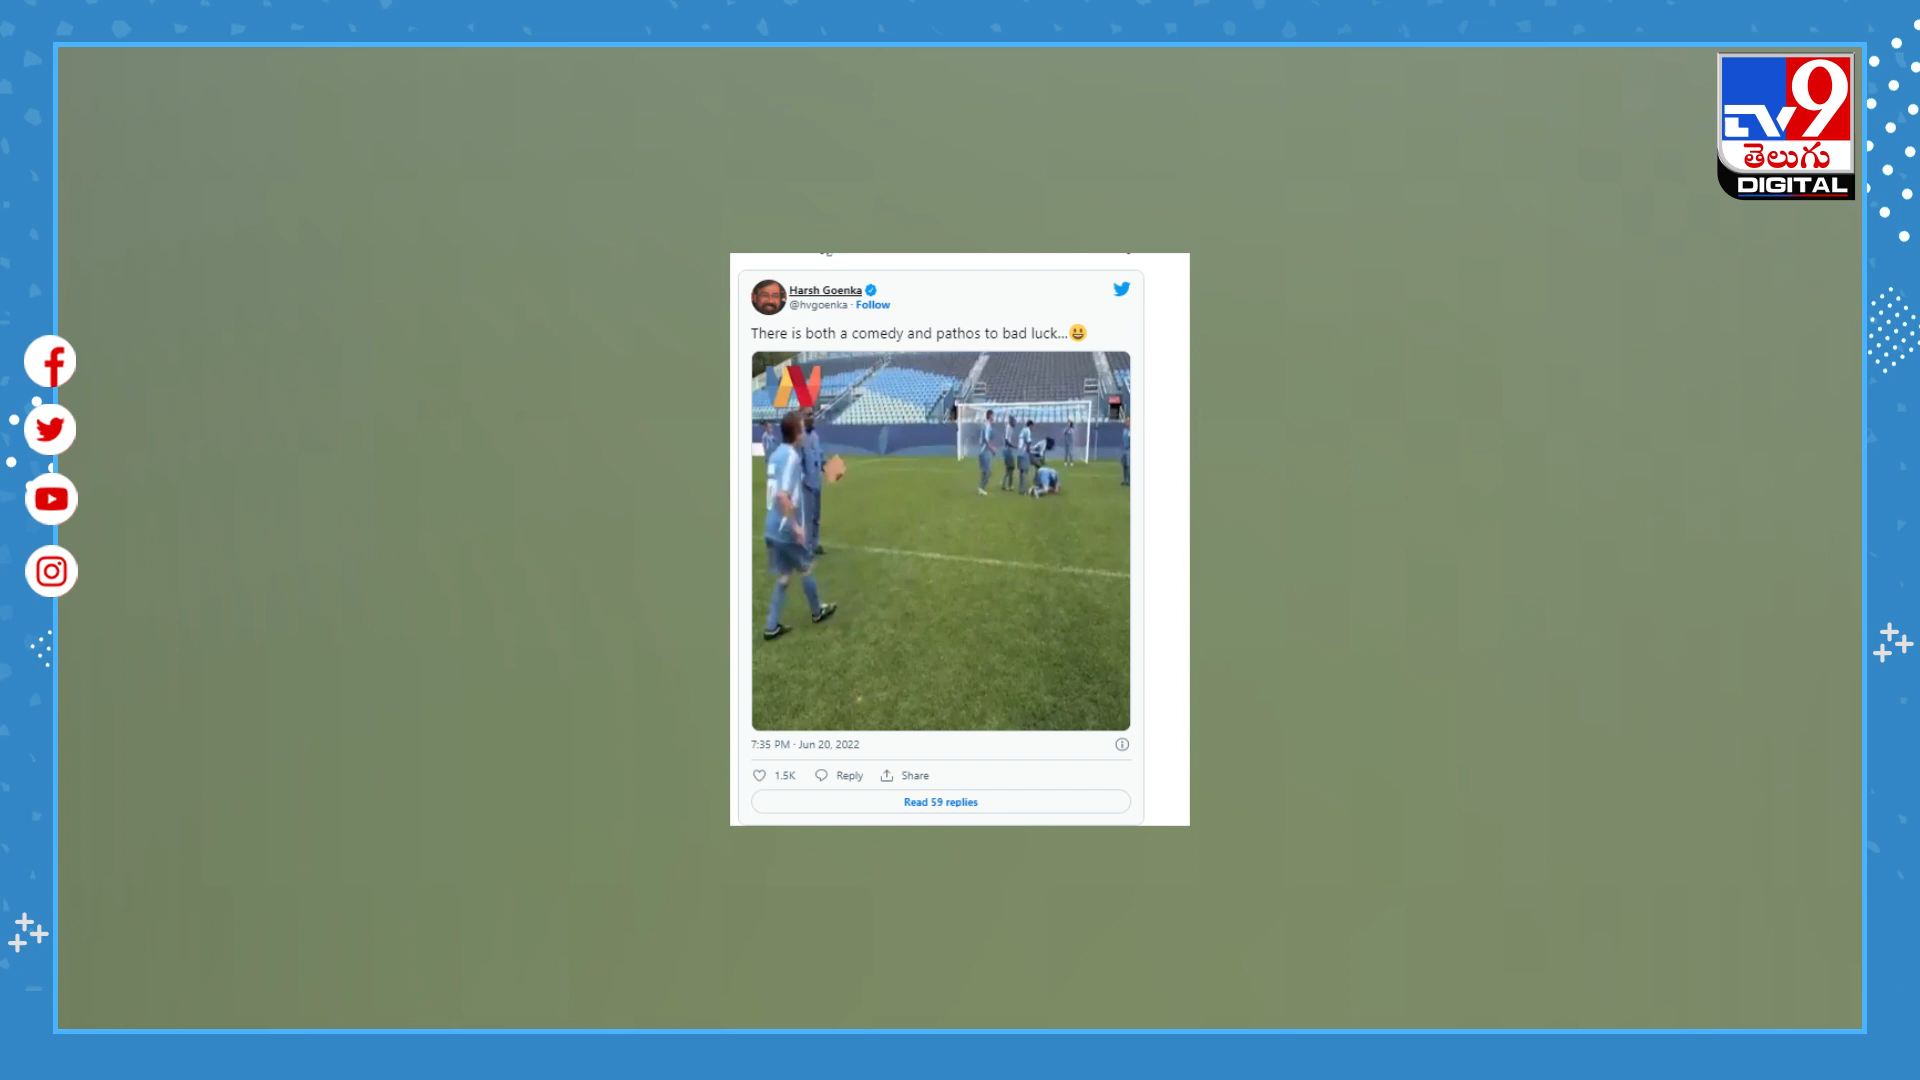 TV9
తెలుగు
DIGITAL
Harsh Goenka
@hvgoenka · Follow
There is both a comedy and pathos to bad luck...😃
7:35 PM · Jun 20, 2022
1.5K Reply Share
Read 59 replies